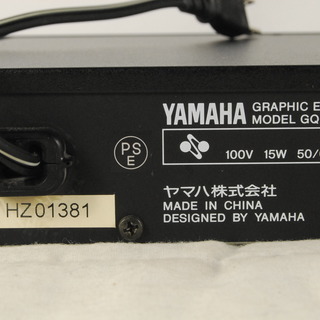 YAMAHA GRAPHIC E
MODEL GQ
PS
E
100V 15W 50/
HZ01381
ヤマハ株式会社
MADE IN CHINA
DESIGNED BY YAMAHA